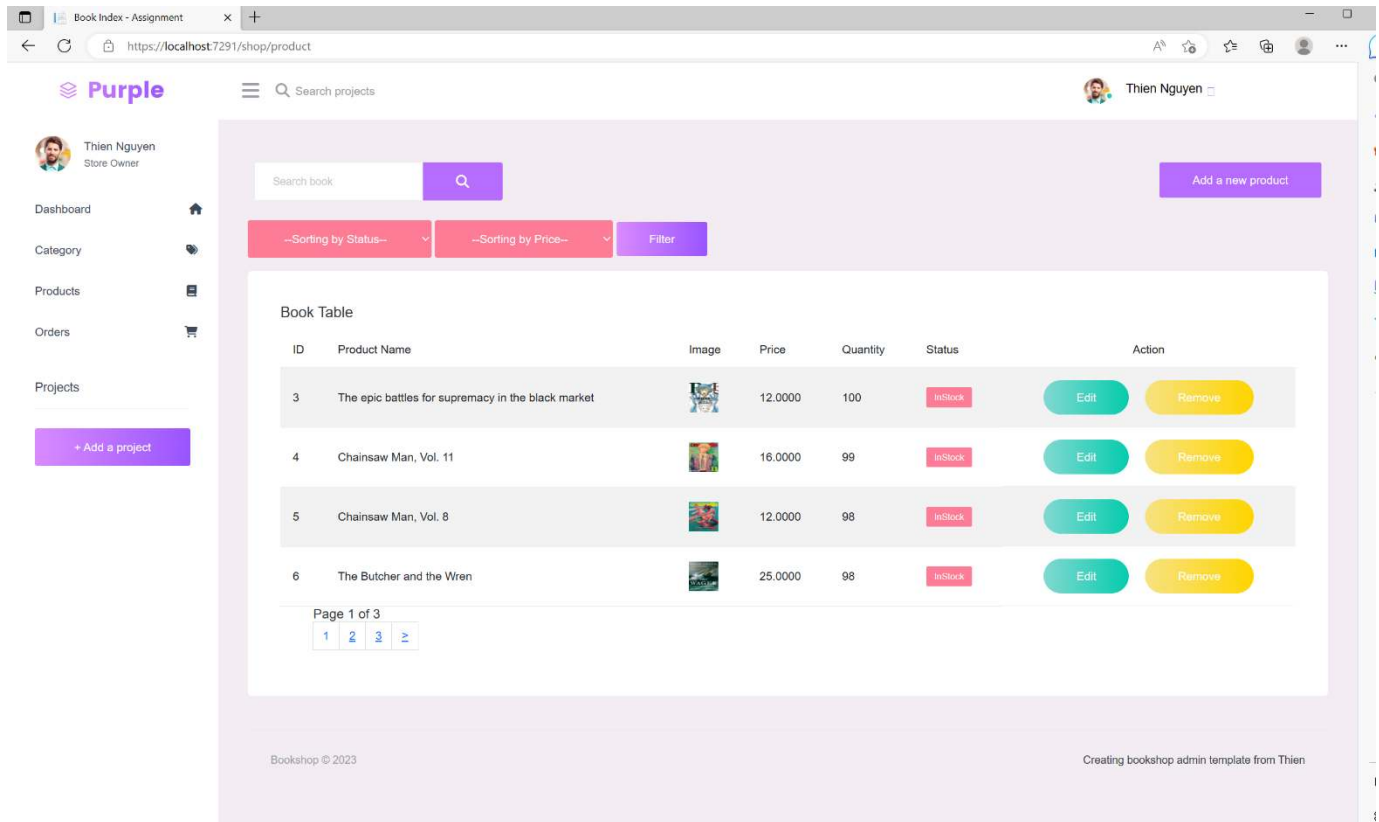 Book Index - Assignment
https://localhost:7291/shop/product
Purple
Search projects
Thien Nguyen
Thien Nguyen
Store Owner
Dashboard
Category
Products
Orders
Projects
+ Add a project
Search book
Add a new product
--Sorting by Status--
--Sorting by Price--
Filter
Book Table
ID Product Name Image Price Quantity Status Action
3 The epic battles for supremacy in the black market 12.0000 100 InStock Edit Remove
4 Chainsaw Man, Vol. 11 16.0000 99 InStock Edit Remove
5 Chainsaw Man, Vol. 8 12.0000 98 InStock Edit Remove
6 The Butcher and the Wren 25.0000 98 InStock Edit Remove
Page 1 of 3
1 2 3 >
Bookshop © 2023
Creating bookshop admin template from Thien